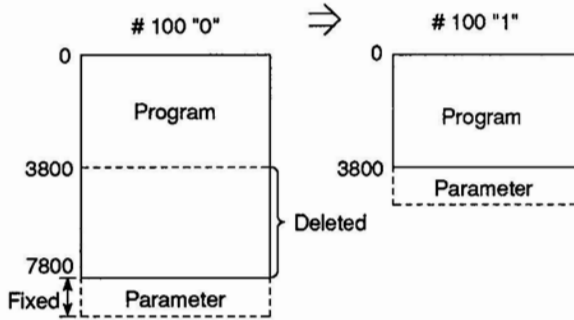 # 100 "0"
⇒
# 100 "1"
0
Program
3800
Deleted
7800
Fixed
Parameter
0
Program
3800
Parameter